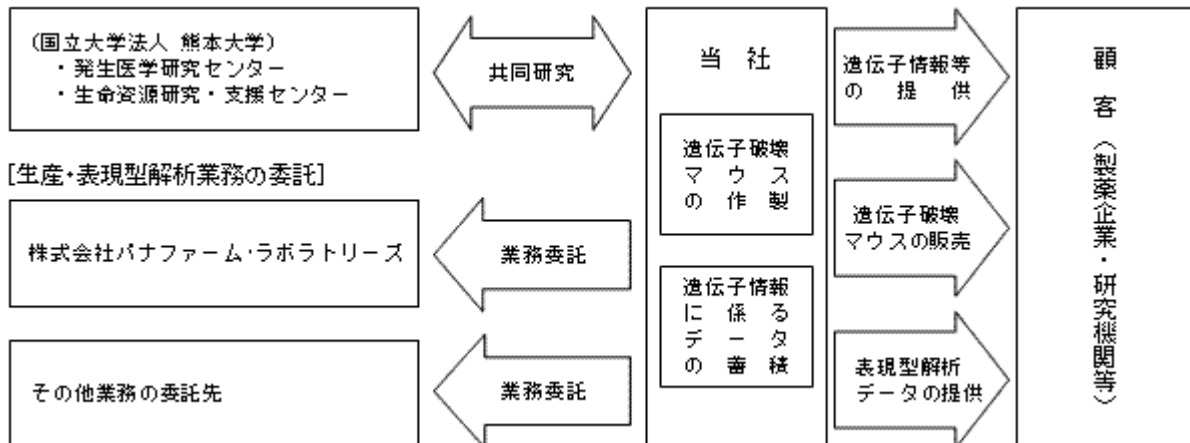 (国立大学法人 熊本大学)
・発生医学研究センター
・生命資源研究・支援センター
共同研究
[生産・表現型解析業務の委託]
株式会社パナファーム・ラボラトリーズ
業務委託
その他業務の委託先
業務委託
当 社
遺伝子破壊
マウス
の作製
遺伝子情報
に係る
データ
の蓄積
遺伝子情報等
の提供
遺伝子破壊
マウスの販売
表現型解析
データの提供
顧客(製薬企業・研究機関等)